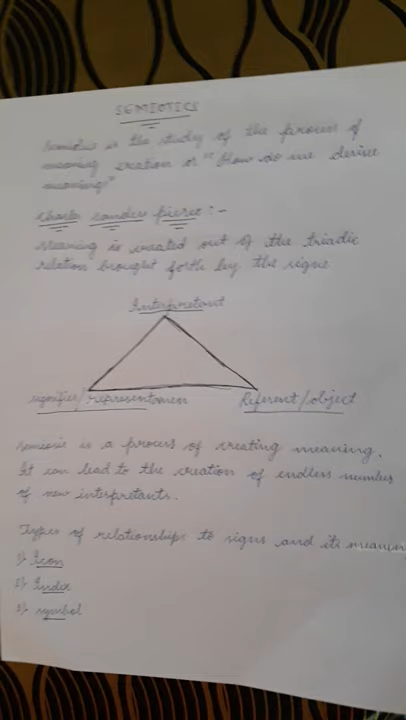 SEMIOTICS
Semiotics is the study of the process of
meaning creation or "How do we derive
meanings"
Charles sanders pierce :-
Meaning is created out of the triadic
relation brought forth by the signe
Interpretant
signifier/representomen Referent/object
Semiosis is a process of creating meaning.
It can lead to the creation of endless number
of new interpretants.
Types of relationships to signs and its meaning
1) Icon
2) Index
3) symbol